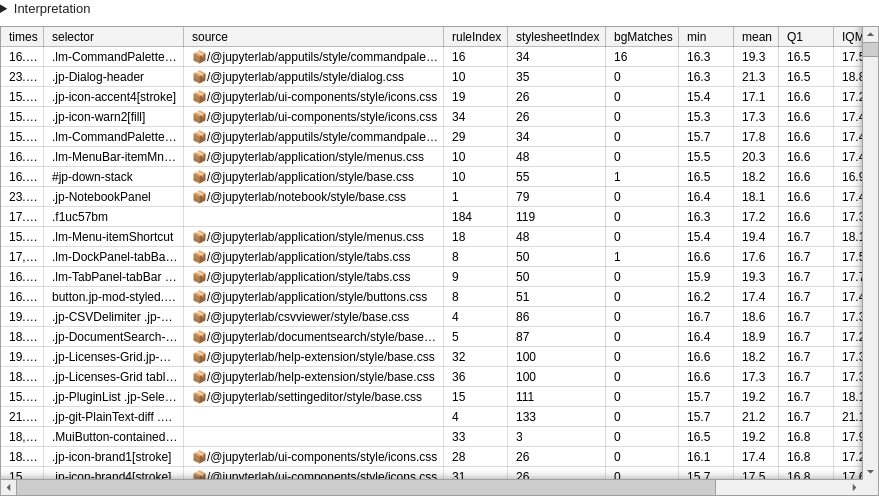 Interpretation
times selector source ruleIndex stylesheetIndex bgMatches min mean Q1 IQM
16.… .lm-CommandPalette… 📦/@jupyterlab/apputils/style/commandpale… 16 34 16 16.3 19.3 16.5 17.5
23.… .jp-Dialog-header 📦/@jupyterlab/apputils/style/dialog.css 10 35 0 16.3 21.3 16.5 18.8
15.… .jp-icon-accent4[stroke] 📦/@jupyterlab/ui-components/style/icons.css 19 26 0 15.4 17.1 16.6 17.2
15.… .jp-icon-warn2[fill] 📦/@jupyterlab/ui-components/style/icons.css 34 26 0 15.3 17.3 16.6 17.4
15.… .lm-CommandPalette… 📦/@jupyterlab/apputils/style/commandpale… 29 34 0 15.7 17.8 16.6 17.4
16.… .lm-MenuBar-itemMn… 📦/@jupyterlab/application/style/menus.css 10 48 0 15.5 20.3 16.6 17.4
16.… #jp-down-stack 📦/@jupyterlab/application/style/base.css 10 55 1 16.5 18.2 16.6 16.9
23.… .jp-NotebookPanel 📦/@jupyterlab/notebook/style/base.css 1 79 0 16.4 18.1 16.6 17.4
17.… .f1uc57bm 184 119 0 16.3 17.2 16.6 17.3
15.… .lm-Menu-itemShortcut 📦/@jupyterlab/application/style/menus.css 18 48 0 15.4 19.4 16.7 18.1
17,… .lm-DockPanel-tabBa… 📦/@jupyterlab/application/style/tabs.css 8 50 1 16.6 17.6 16.7 17.5
16.… .lm-TabPanel-tabBar … 📦/@jupyterlab/application/style/tabs.css 9 50 0 15.9 19.3 16.7 17.7
16.… button.jp-mod-styled.… 📦/@jupyterlab/application/style/buttons.css 8 51 0 16.2 17.4 16.7 17.4
19.… .jp-CSVDelimiter .jp-… 📦/@jupyterlab/csvviewer/style/base.css 4 86 0 16.7 18.6 16.7 17.3
18.… .jp-DocumentSearch-… 📦/@jupyterlab/documentsearch/style/base… 5 87 0 16.4 18.9 16.7 17.2
19.… .jp-Licenses-Grid.jp-… 📦/@jupyterlab/help-extension/style/base.css 32 100 0 16.6 18.2 16.7 17.3
18.… .jp-Licenses-Grid tabl… 📦/@jupyterlab/help-extension/style/base.css 36 100 0 16.6 17.3 16.7 17.3
15.… .jp-PluginList .jp-Sele… 📦/@jupyterlab/settingeditor/style/base.css 15 111 0 15.7 19.2 16.7 18.1
21.… .jp-git-PlainText-diff .… 4 133 0 15.7 21.2 16.7 21.1
18,… .MuiButton-contained… 33 3 0 16.5 19.2 16.8 17.9
18.… .jp-icon-brand1[stroke] 📦/@jupyterlab/ui-components/style/icons.css 28 26 0 16.1 17.4 16.8 17.2
15.… .jp-icon-brand4[stroke] 📦/@jupyterlab/ui-components/style/icons.css 31 26 0 15.7 17.5 16.8 17.6